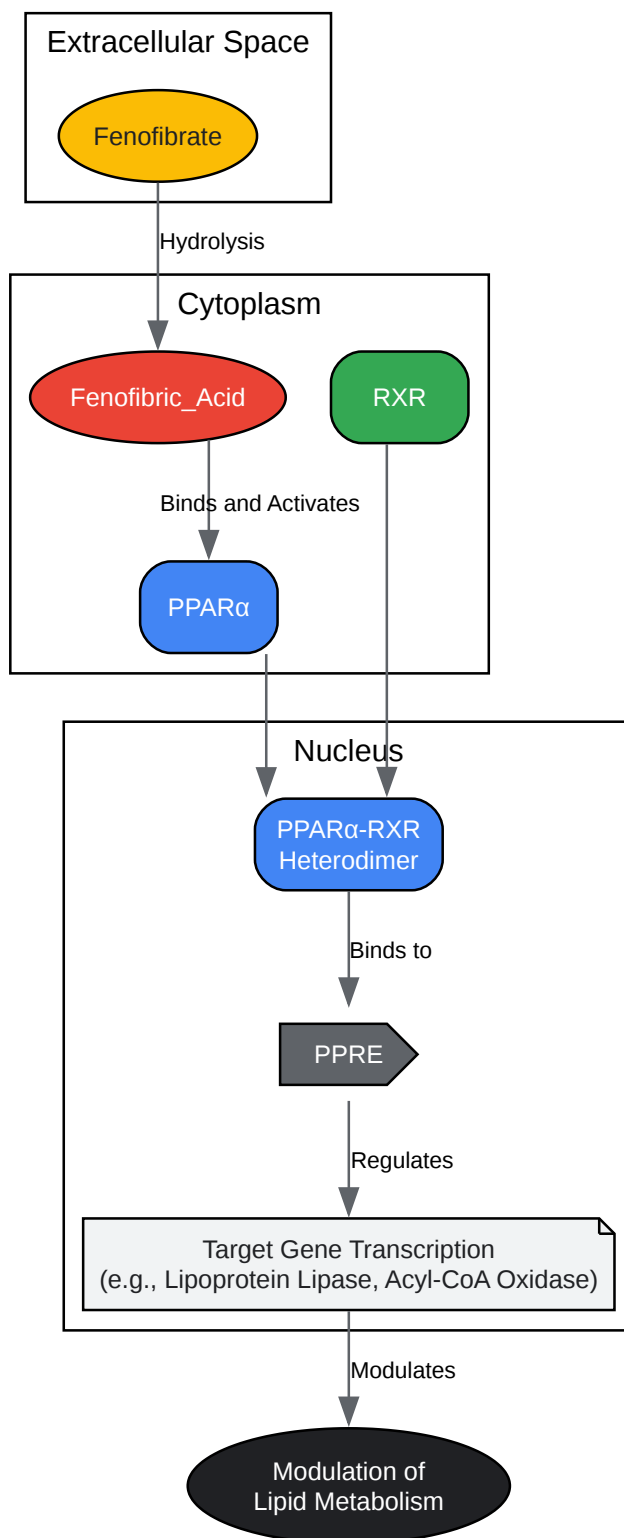 Extracellular Space
Fenofibrate
Hydrolysis
Cytoplasm
Fenofibric_Acid
RXR
Binds and Activates
PPARα
Nucleus
PPARα-RXR
Heterodimer
Binds to
PPRE
Regulates
Target Gene Transcription
(e.g., Lipoprotein Lipase, Acyl-CoA Oxidase)
Modulates
Modulation of
Lipid Metabolism